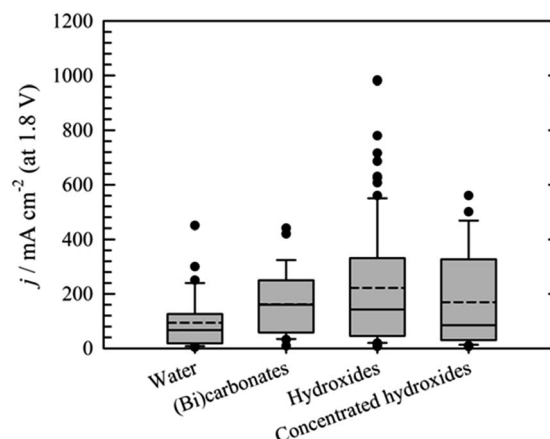 1200
1000
800
600
400
200
0
j / mA cm⁻² (at 1.8 V)
Water
(Bi)carbonates
Hydroxides
Concentrated hydroxides